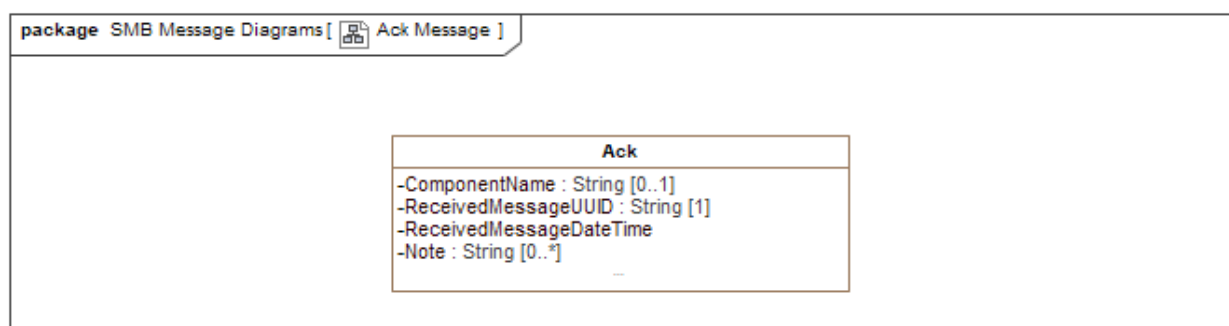 package SMB Message Diagrams[ Ack Message ]
Ack
-ComponentName : String [0..1]
-ReceivedMessageUUID : String [1]
-ReceivedMessageDateTime
-Note : String [0..*]
...